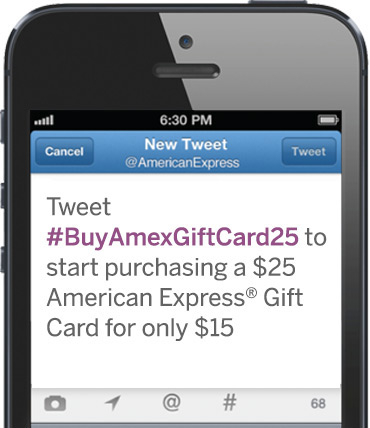 6:30 PM
Cancel New Tweet Tweet
@AmericanExpress
Tweet
#BuyAmexGiftCard25 to
start purchasing a $25
American Express® Gift
Card for only $15
@ # 68